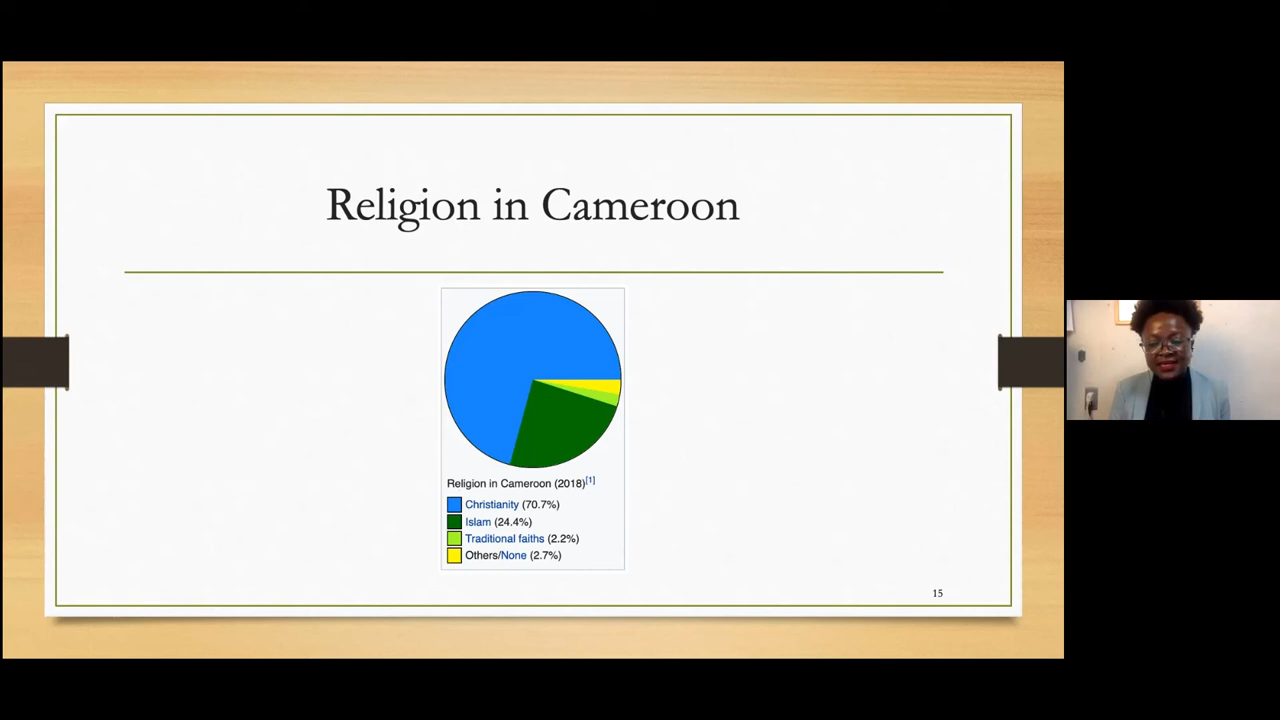 Religion in Cameroon
Religion in Cameroon (2018)[1]
Christianity (70.7%)
Islam (24.4%)
Traditional faiths (2.2%)
Others/None (2.7%)
15